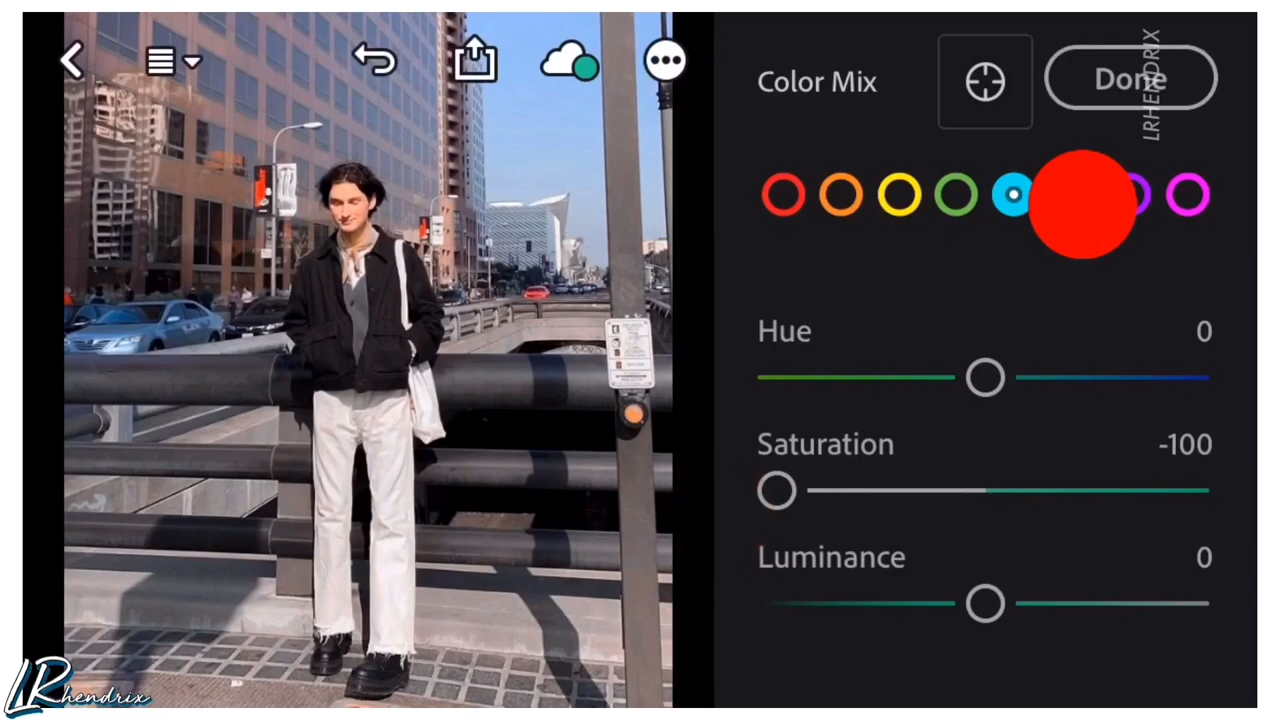 Color Mix
Done
LRHENDRIX
Hue
0
Saturation
-100
Luminance
0
LRhendrix